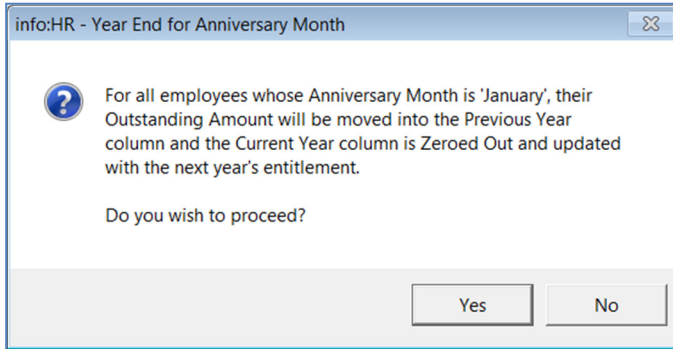 info:HR - Year End for Anniversary Month
For all employees whose Anniversary Month is 'January', their
Outstanding Amount will be moved into the Previous Year
column and the Current Year column is Zeroed Out and updated
with the next year's entitlement.
Do you wish to proceed?
Yes
No